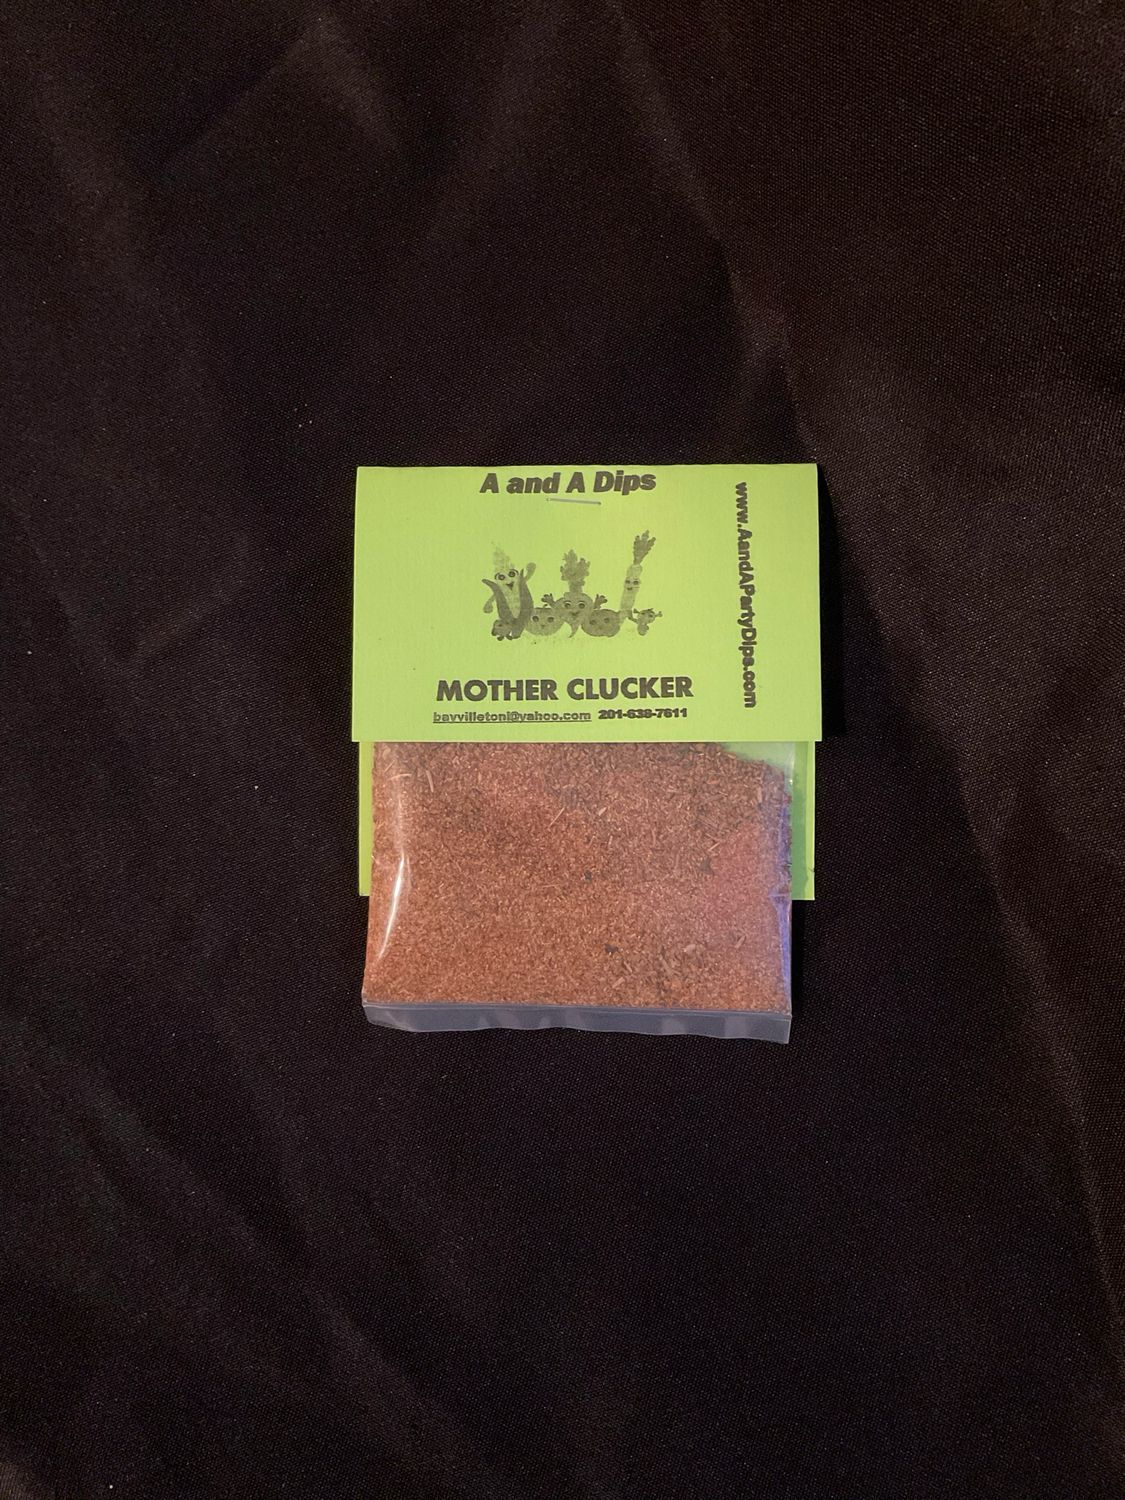 A and A Dips
www.AandAPartyDips.com
MOTHER CLUCKER
bayvilletoni@yahoo.com 201-638-7611